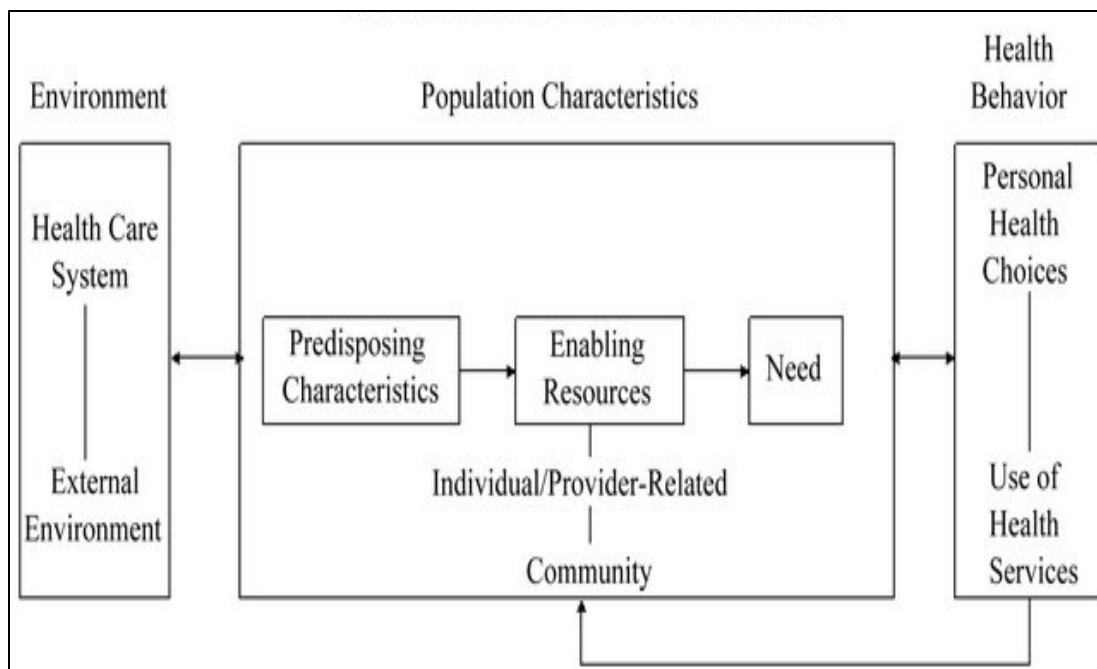 Environment
Population Characteristics
Health
Behavior
Health Care
System
External
Environment
Predisposing
Characteristics
Enabling
Resources
Need
Individual/Provider-Related
Community
Personal
Health
Choices
Use of
Health
Services